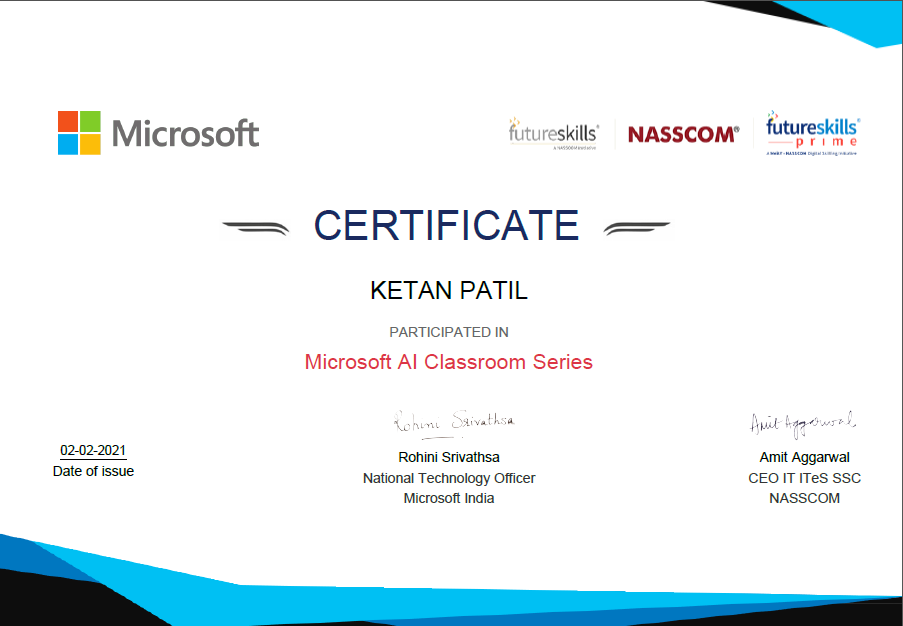 Microsoft
futureskills®
A NASSCOM Initiative
NASSCOM®
futureskills®
prime
A MeitY - NASSCOM Digital Skilling Initiative
CERTIFICATE
KETAN PATIL
PARTICIPATED IN
Microsoft AI Classroom Series
Rohini Srivathsa
Amit Aggarwal
02-02-2021
Date of issue
Rohini Srivathsa
National Technology Officer
Microsoft India
Amit Aggarwal
CEO IT ITeS SSC
NASSCOM